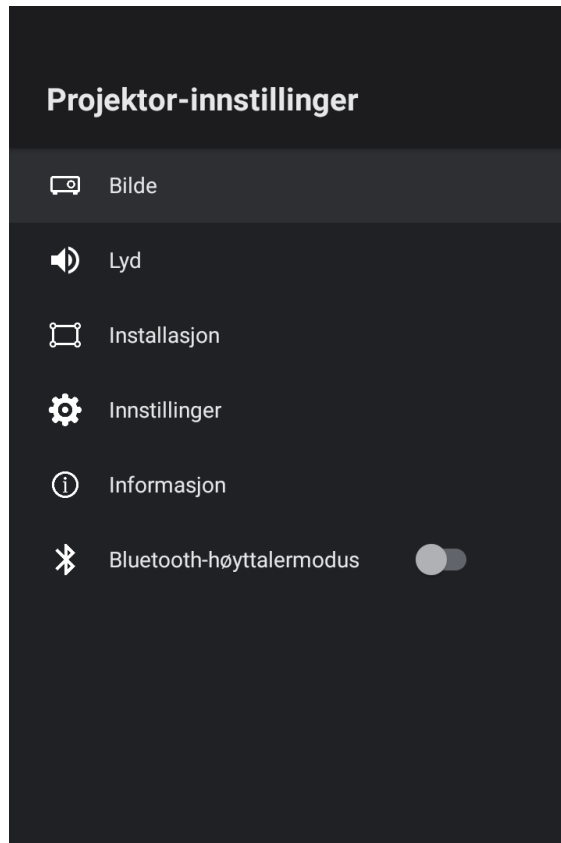 Projektor-innstillinger
Bilde
Lyd
Installasjon
Innstillinger
Informasjon
Bluetooth-høyttalermodus